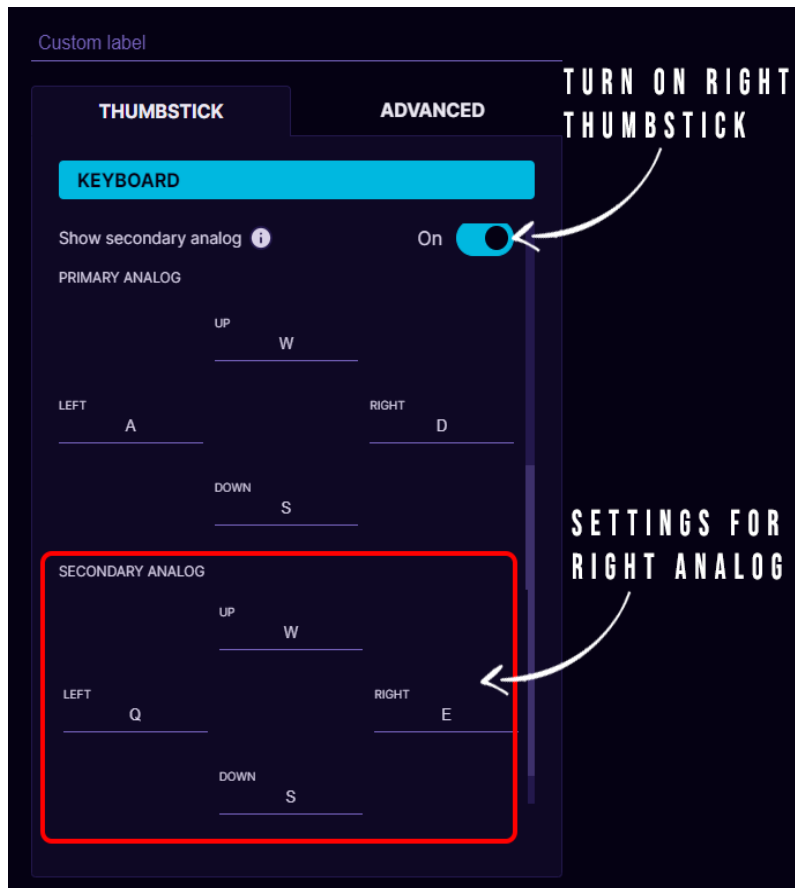 Custom label
TURN ON RIGHT
THUMBSTICK
THUMBSTICK ADVANCED
KEYBOARD
Show secondary analog i On
PRIMARY ANALOG
UP
W
LEFT RIGHT
A D
DOWN
S
SETTINGS FOR
RIGHT ANALOG
SECONDARY ANALOG
UP
W
LEFT RIGHT
Q E
DOWN
S